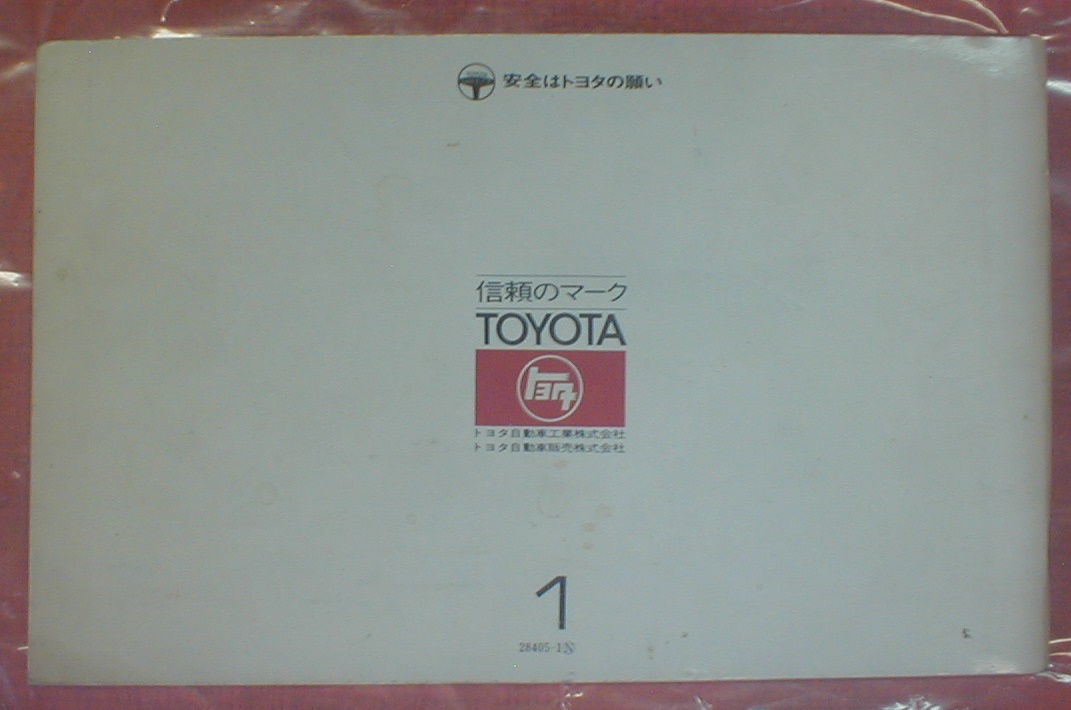 安全はトヨタの願い
信頼のマーク
TOYOTA
トヨタ
トヨタ自動車工業株式会社
トヨタ自動車販売株式会社
1
28405-1Ⓢ